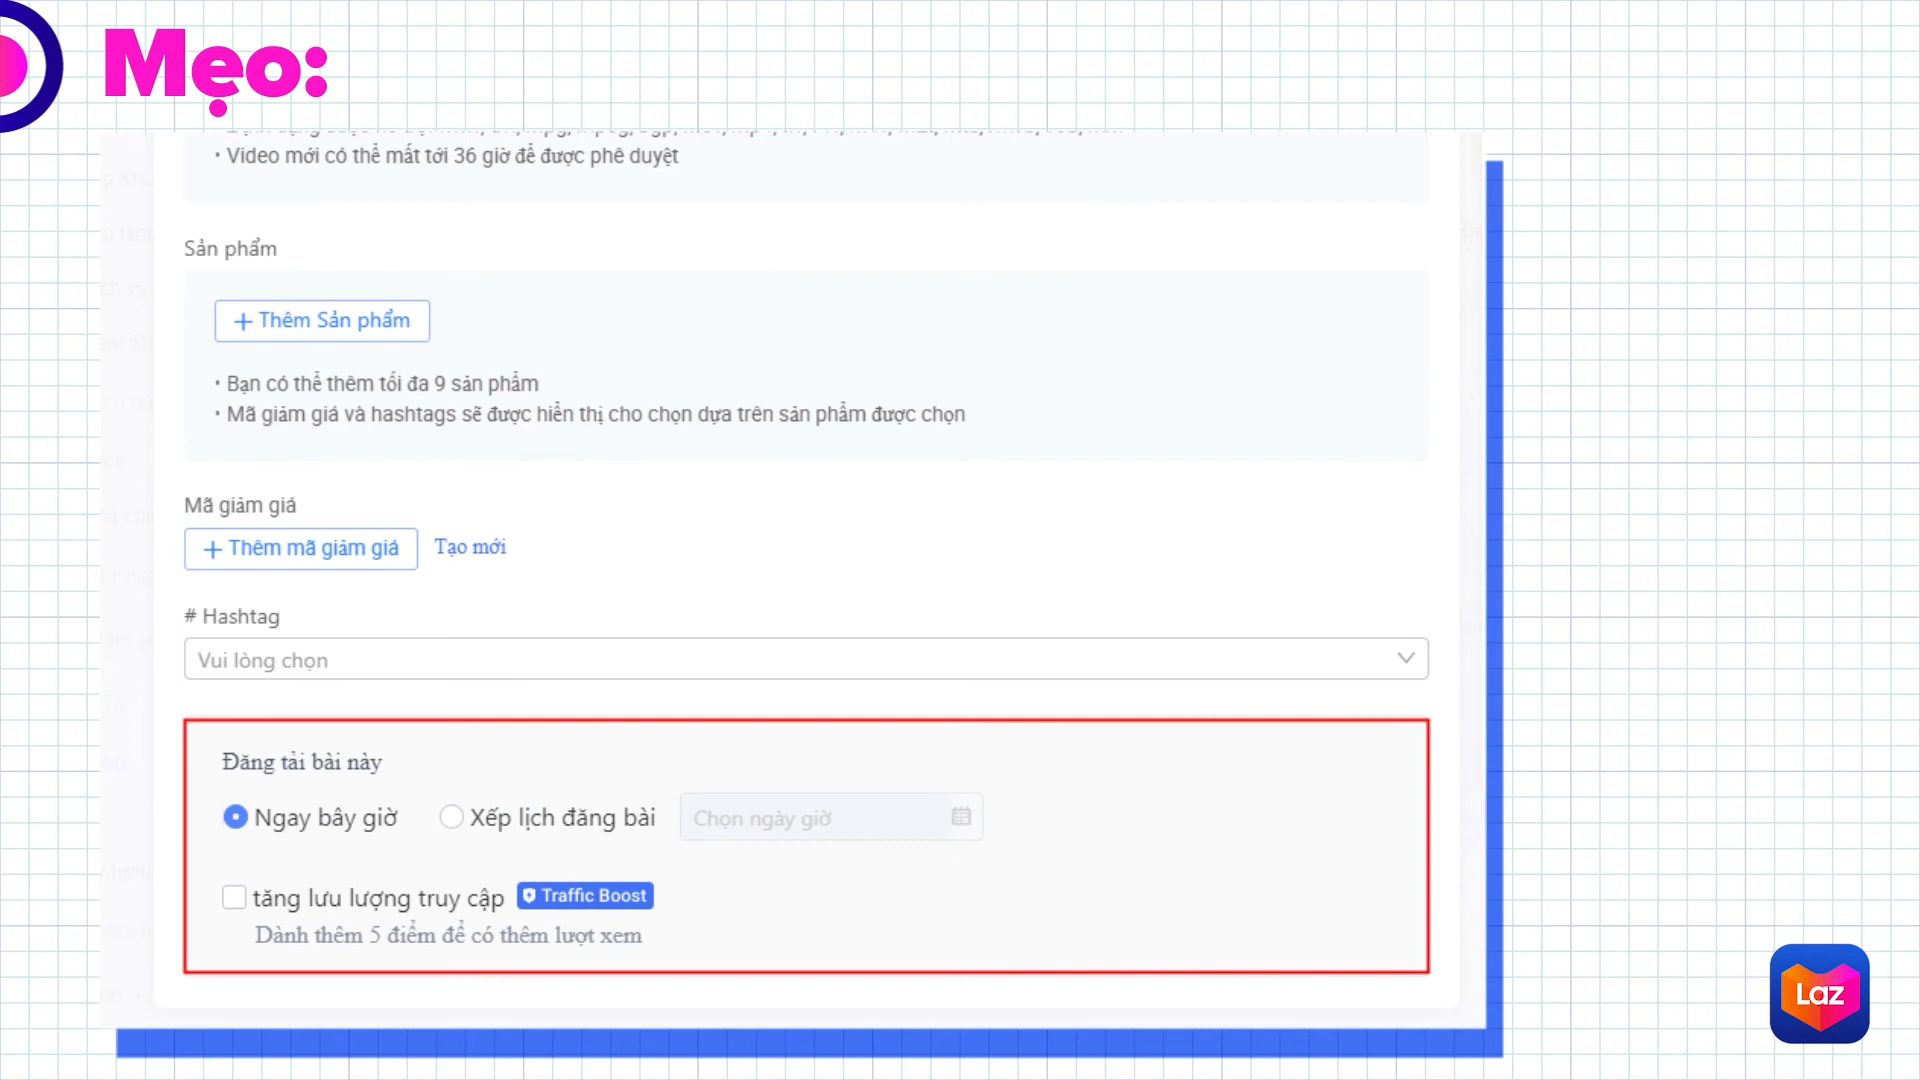 Mẹo:
• Video mới có thể mất tới 36 giờ để được phê duyệt
Sản phẩm
+ Thêm Sản phẩm
• Bạn có thể thêm tối đa 9 sản phẩm
• Mã giảm giá và hashtags sẽ được hiển thị cho chọn dựa trên sản phẩm được chọn
Mã giảm giá
+ Thêm mã giảm giá Tạo mới
# Hashtag
Vui lòng chọn
Đăng tải bài này
Ngay bây giờ Xếp lịch đăng bài Chọn ngày giờ
tăng lưu lượng truy cập Traffic Boost
Dành thêm 5 điểm để có thêm lượt xem
Laz